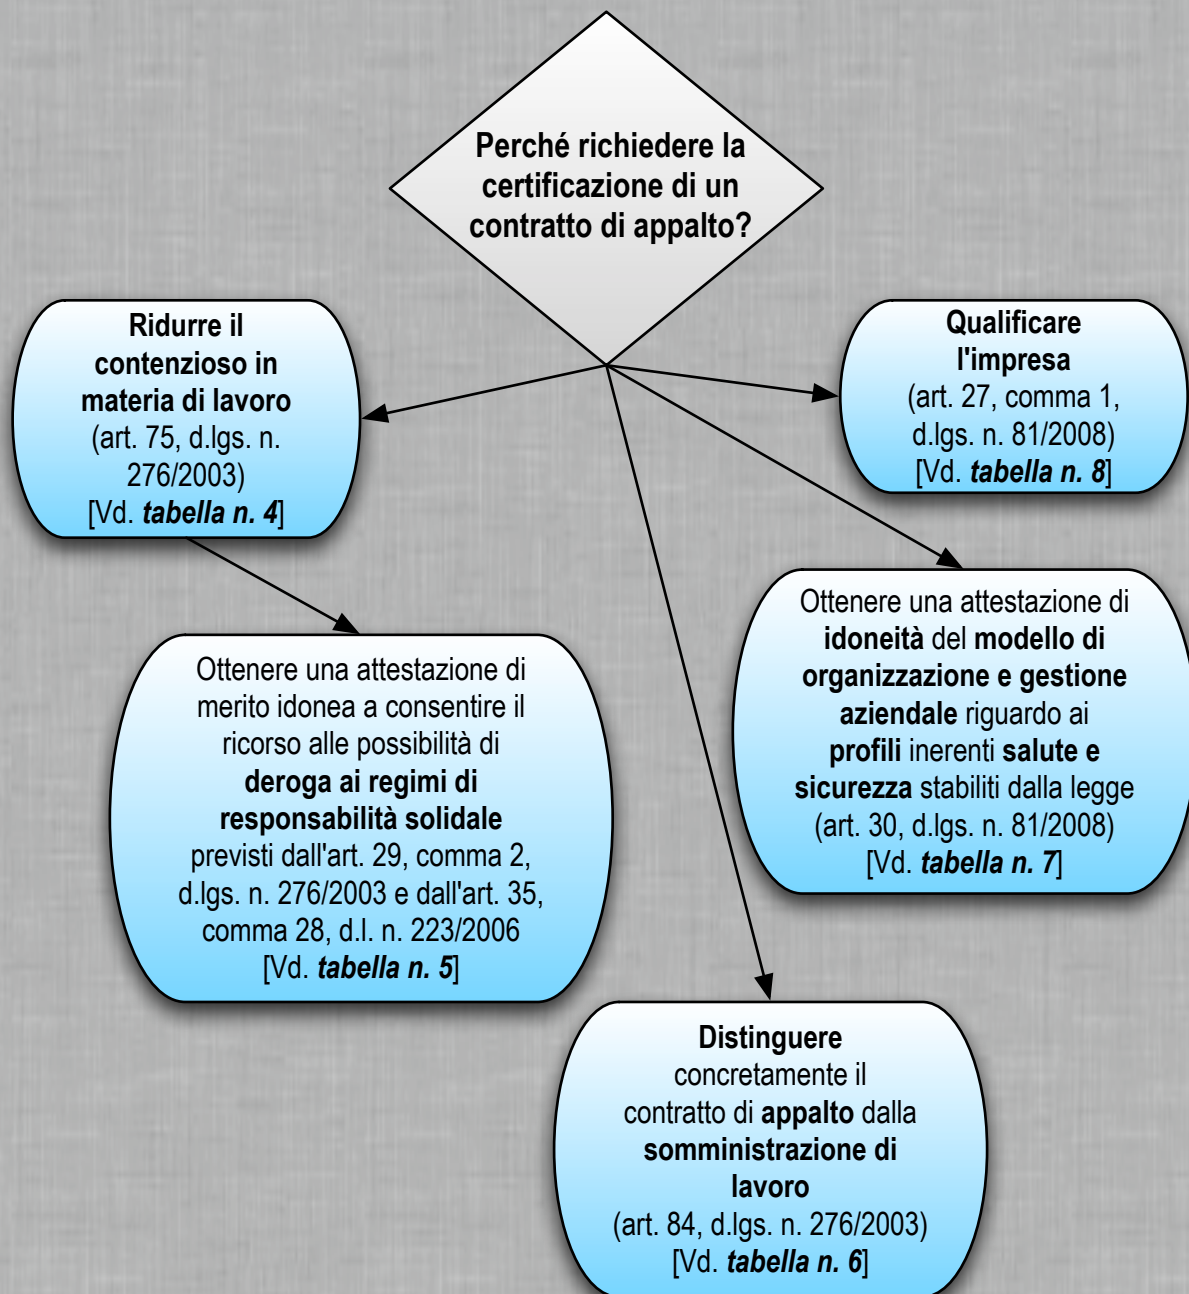 Perché richiedere la
certificazione di un
contratto di appalto?
Ridurre il
contenzioso in
materia di lavoro
(art. 75, d.lgs. n.
276/2003)
[Vd. tabella n. 4]
Qualificare
l'impresa
(art. 27, comma 1,
d.lgs. n. 81/2008)
[Vd. tabella n. 8]
Ottenere una attestazione di
merito idonea a consentire il
ricorso alle possibilità di
deroga ai regimi di
responsabilità solidale
previsti dall'art. 29, comma 2,
d.lgs. n. 276/2003 e dall'art. 35,
comma 28, d.l. n. 223/2006
[Vd. tabella n. 5]
Ottenere una attestazione di
idoneità del modello di
organizzazione e gestione
aziendale riguardo ai
profili inerenti salute e
sicurezza stabiliti dalla legge
(art. 30, d.lgs. n. 81/2008)
[Vd. tabella n. 7]
Distinguere
concretamente il
contratto di appalto dalla
somministrazione di
lavoro
(art. 84, d.lgs. n. 276/2003)
[Vd. tabella n. 6]